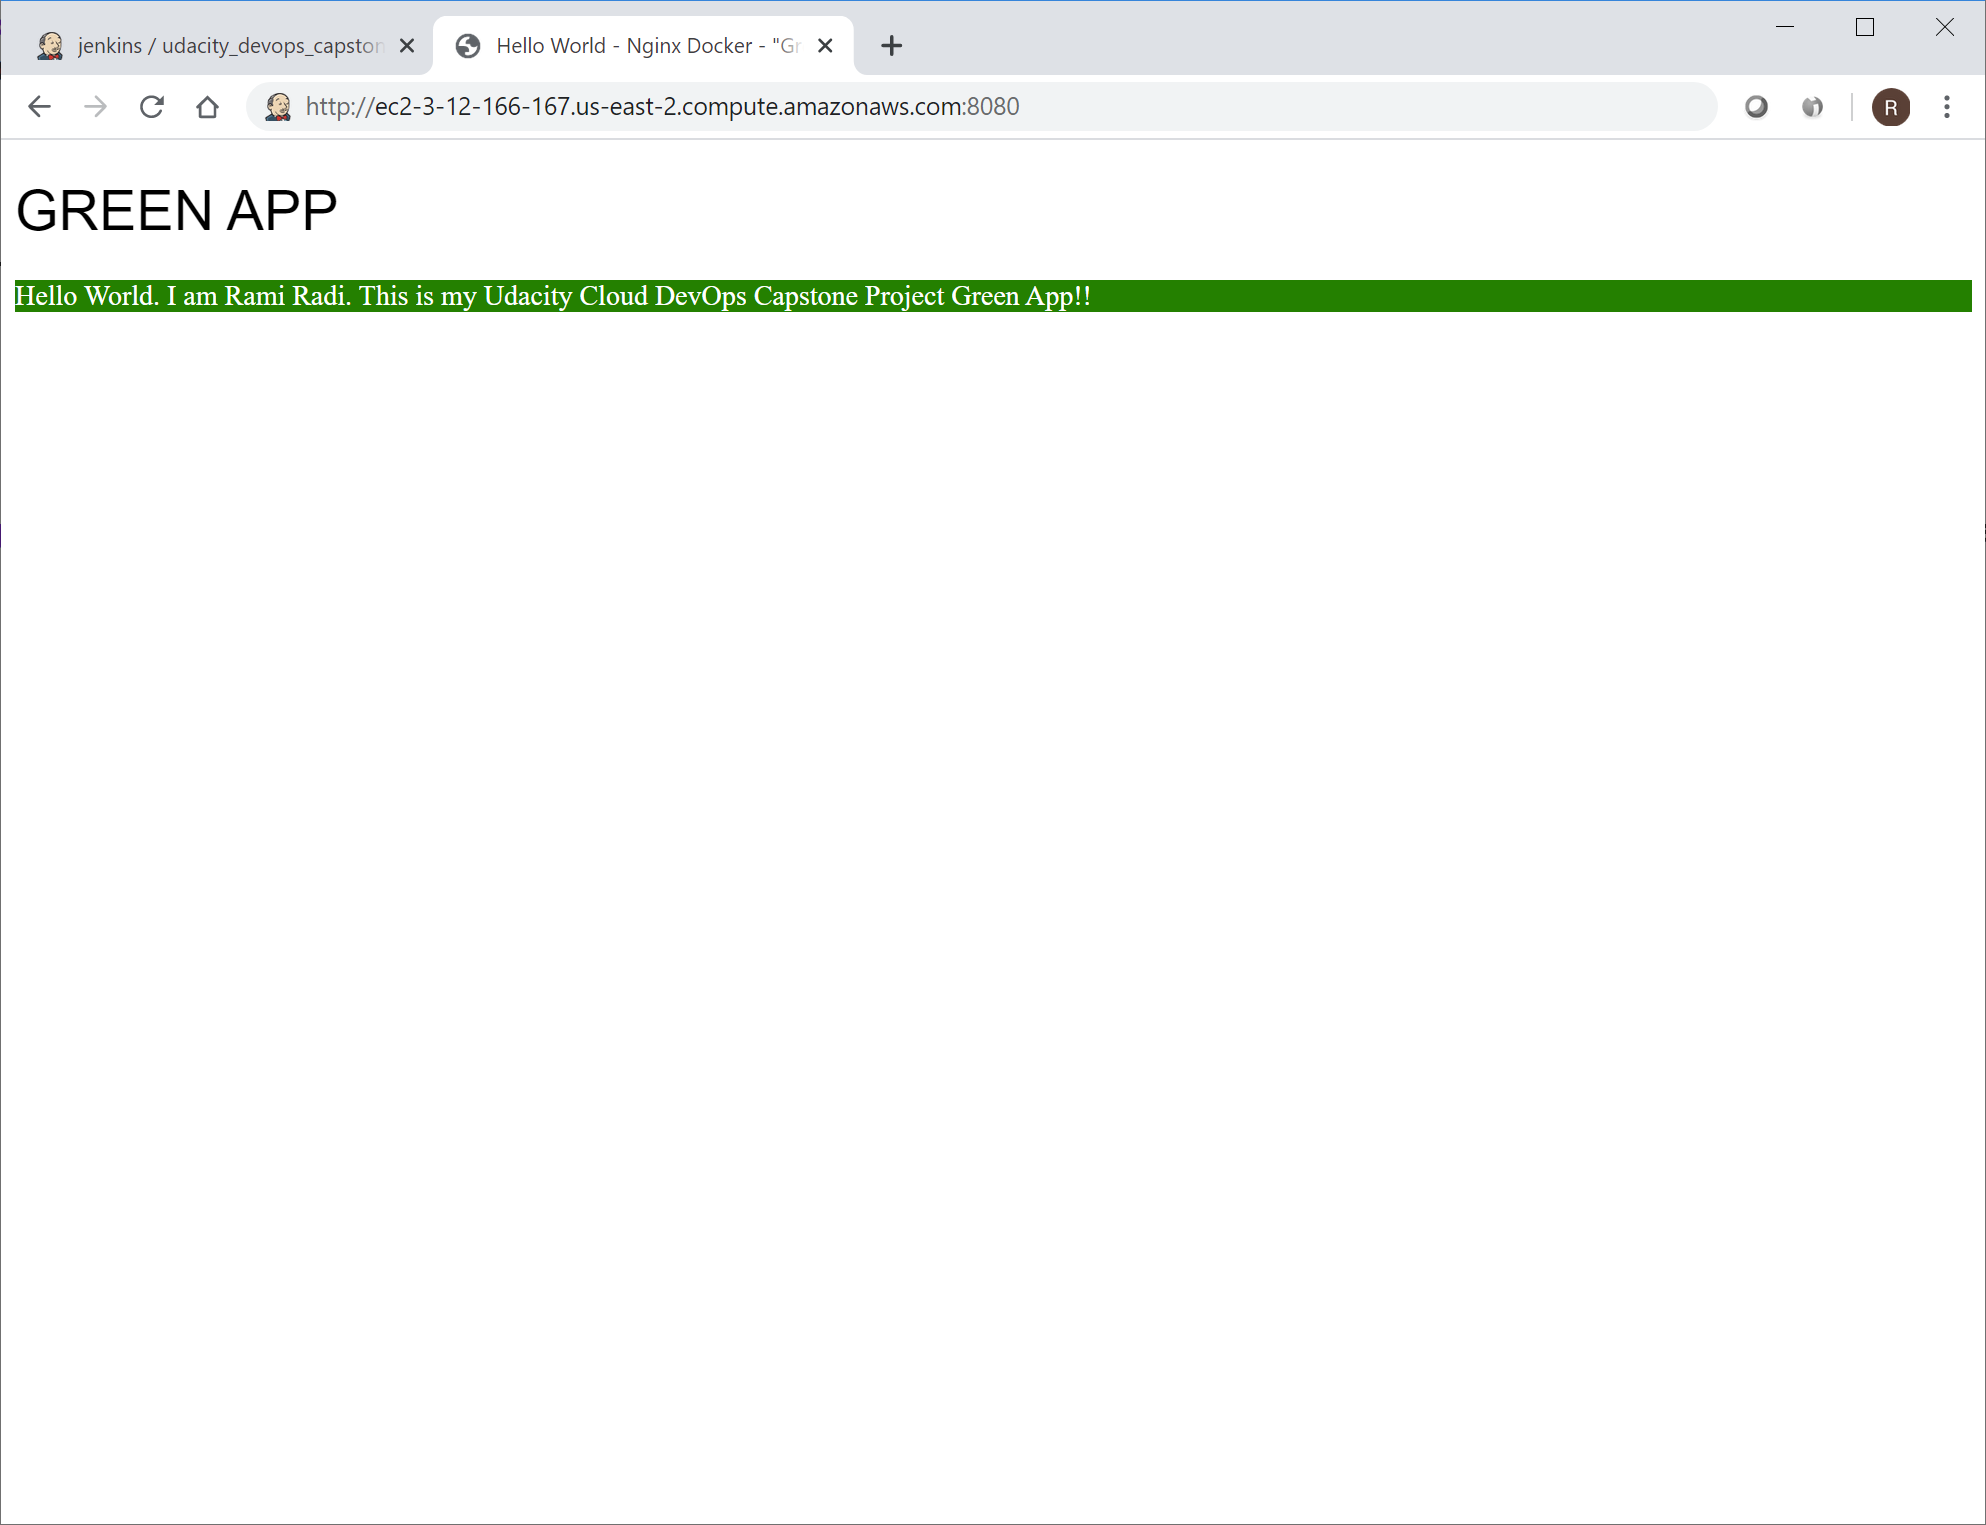 jenkins / udacity_devops_capston
Hello World - Nginx Docker - "Gr
http://ec2-3-12-166-167.us-east-2.compute.amazonaws.com:8080
R
GREEN APP
Hello World. I am Rami Radi. This is my Udacity Cloud DevOps Capstone Project Green App!!